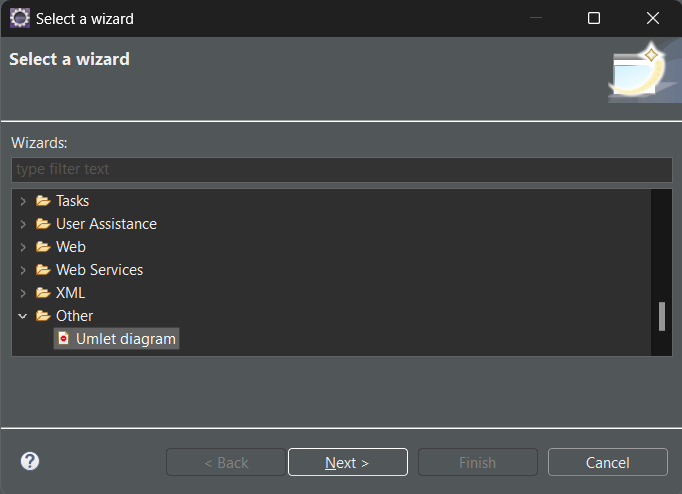 Select a wizard
Select a wizard
Wizards:
type filter text
Tasks
User Assistance
Web
Web Services
XML
Other
Umlet diagram
?
< Back Next > Finish Cancel